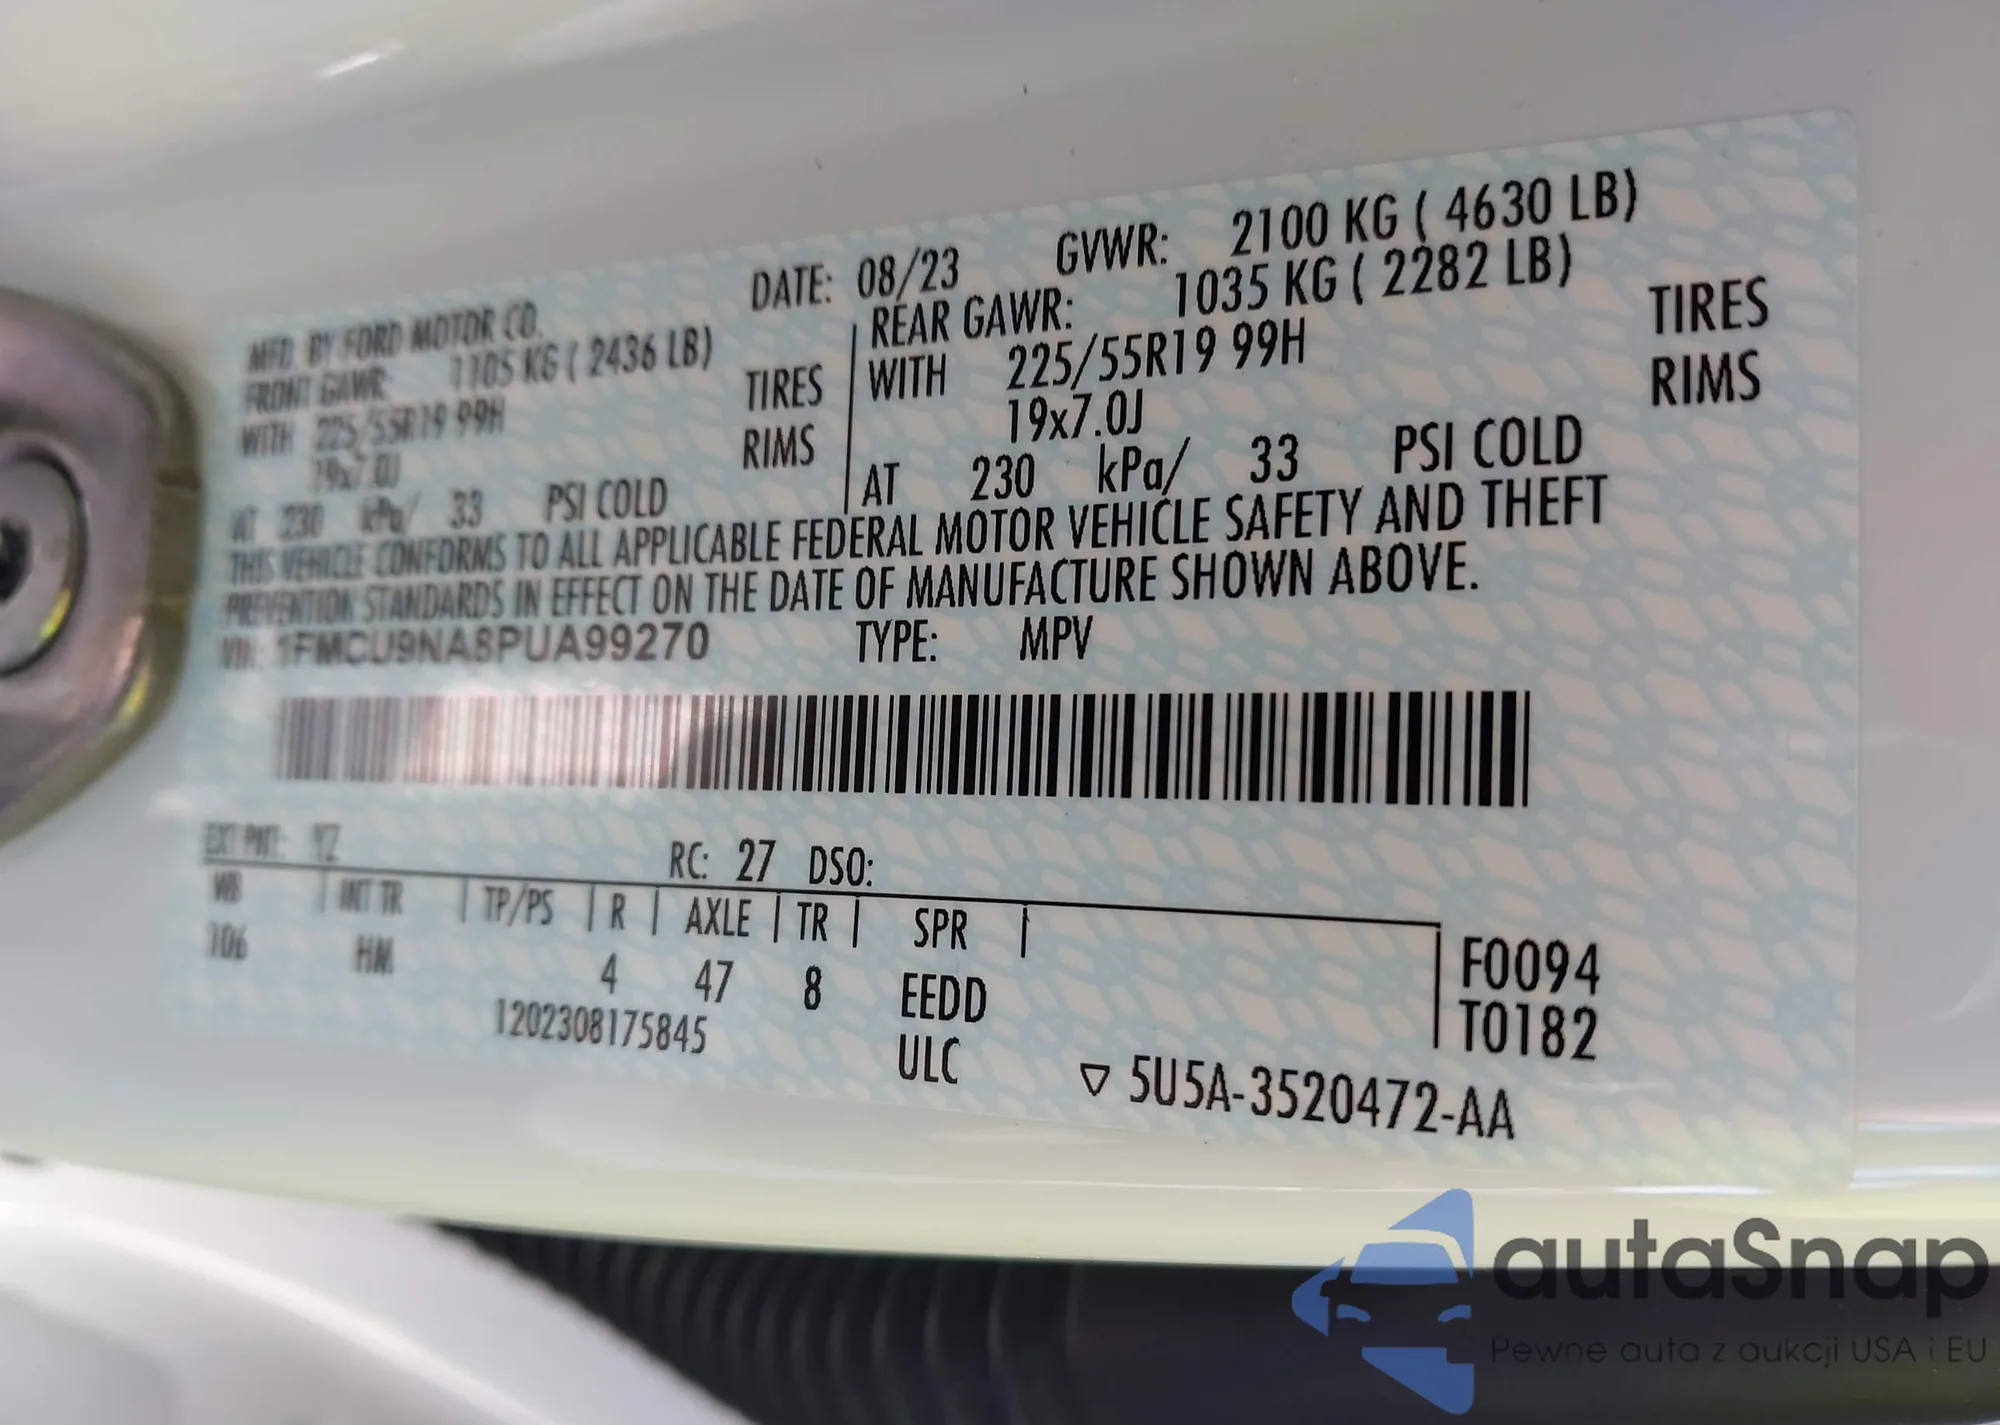 MFD. BY FORD MOTOR CO. DATE: 08/23 GVWR: 2100 KG ( 4630 LB)
FRONT GAWR: 1105 KG ( 2436 LB) REAR GAWR: 1035 KG ( 2282 LB)
WITH 225/55R19 99H TIRES WITH 225/55R19 99H TIRES
19x7.0J RIMS 19x7.0J RIMS
AT 230 kPa/ 33 PSI COLD AT 230 kPa/ 33 PSI COLD
THIS VEHICLE CONFORMS TO ALL APPLICABLE FEDERAL MOTOR VEHICLE SAFETY AND THEFT
PREVENTION STANDARDS IN EFFECT ON THE DATE OF MANUFACTURE SHOWN ABOVE.
VIN: 1FMCU9NA8PUA99270 TYPE: MPV
EXT PNT: YZ RC: 27 DSO:
WB | INT TR | TP/PS | R | AXLE | TR | SPR |
106 HM 4 47 8 EEDD F0094
1202308175845 ULC T0182
▽ 5U5A-3520472-AA
autaSnap
Pewne auta z aukcji USA i EU